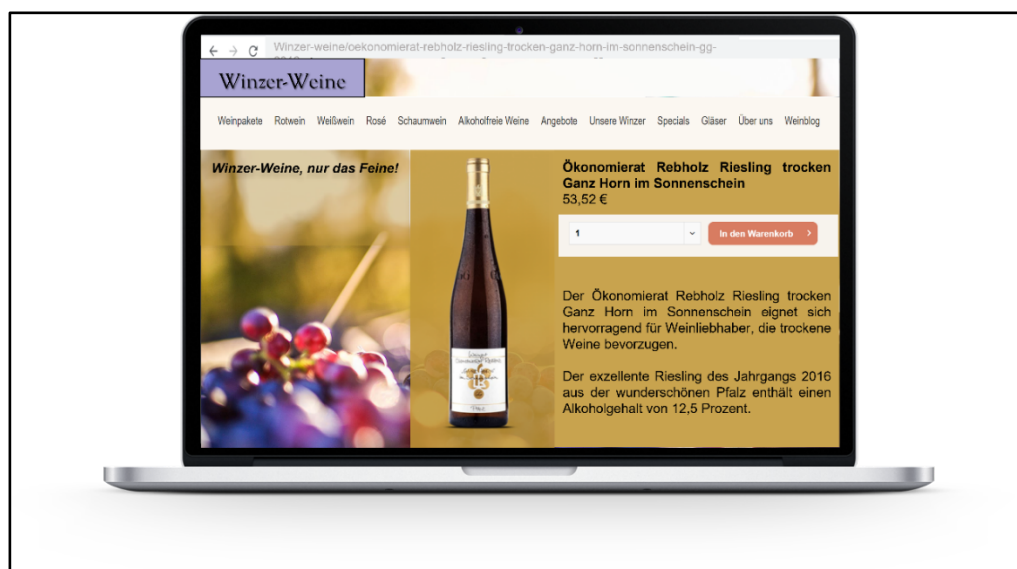 Winzer-weine/oekonomierat-rebholz-riesling-trocken-ganz-horn-im-sonnenschein-gg-
Winzer-Weine
Weinpakete Rotwein Weißwein Rosé Schaumwein Alkoholfreie Weine Angebote Unsere Winzer Specials Gläser Über uns Weinblog
Winzer-Weine, nur das Feine!
Ökonomierat Rebholz Riesling trocken
Ganz Horn im Sonnenschein
53,52 €
1
In den Warenkorb
Der Ökonomierat Rebholz Riesling trocken
Ganz Horn im Sonnenschein eignet sich
hervorragend für Weinliebhaber, die trockene
Weine bevorzugen.
Der exzellente Riesling des Jahrgangs 2016
aus der wunderschönen Pfalz enthält einen
Alkoholgehalt von 12,5 Prozent.